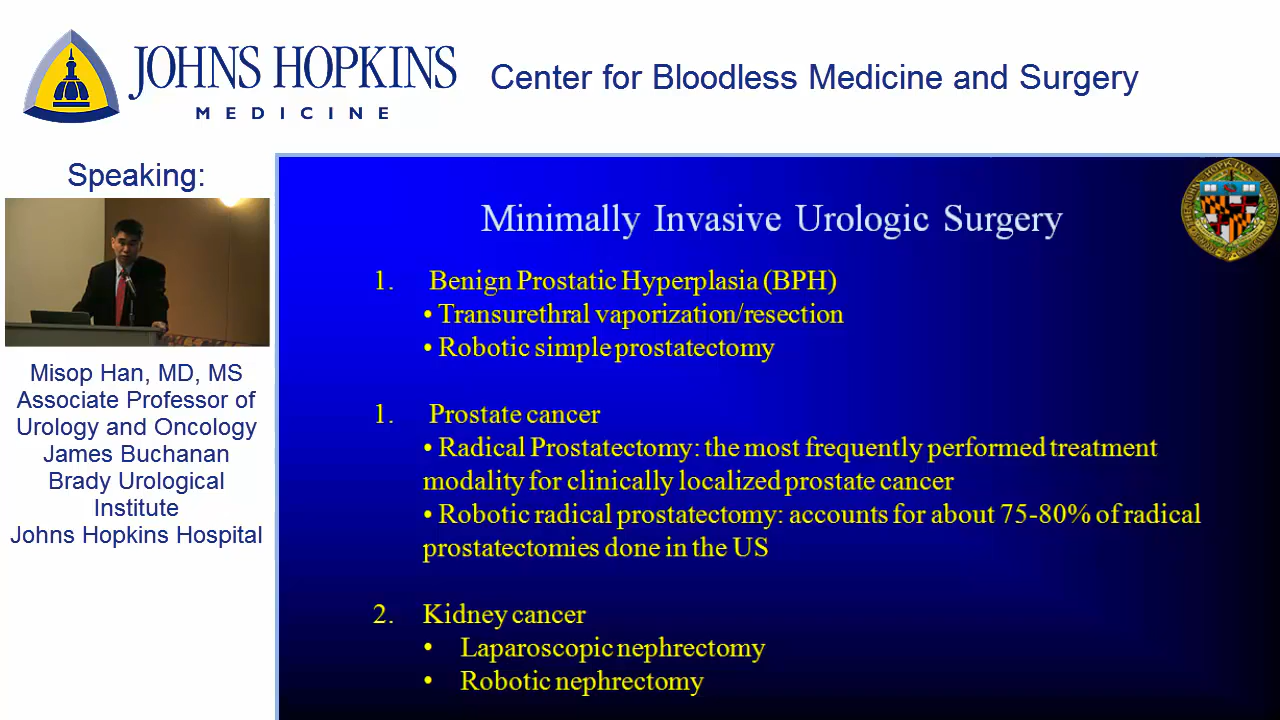 JOHNS HOPKINS
MEDICINE
Center for Bloodless Medicine and Surgery
Speaking:
Misop Han, MD, MS
Associate Professor of
Urology and Oncology
James Buchanan
Brady Urological
Institute
Johns Hopkins Hospital
Minimally Invasive Urologic Surgery
1. Benign Prostatic Hyperplasia (BPH)
• Transurethral vaporization/resection
• Robotic simple prostatectomy
1. Prostate cancer
• Radical Prostatectomy: the most frequently performed treatment
modality for clinically localized prostate cancer
• Robotic radical prostatectomy: accounts for about 75-80% of radical
prostatectomies done in the US
2. Kidney cancer
• Laparoscopic nephrectomy
• Robotic nephrectomy